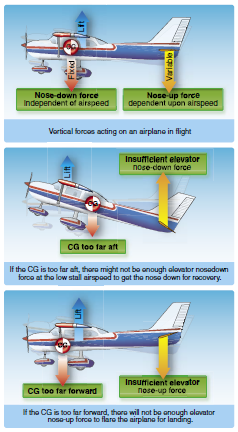 Lift
CG
Fixed
Variable
Nose-down force
independent of airspeed
Nose-up force
dependent upon airspeed
Vertical forces acting on an airplane in flight
Lift
Insufficient elevator
nose-down force
CG
CG too far aft
If the CG is too far aft, there might not be enough elevator nosedown
force at the low stall airspeed to get the nose down for recovery.
Lift
CG
CG too far forward
Insufficient elevator
nose-up force
If the CG is too far forward, there will not be enough elevator
nose-up force to flare the airplane for landing.